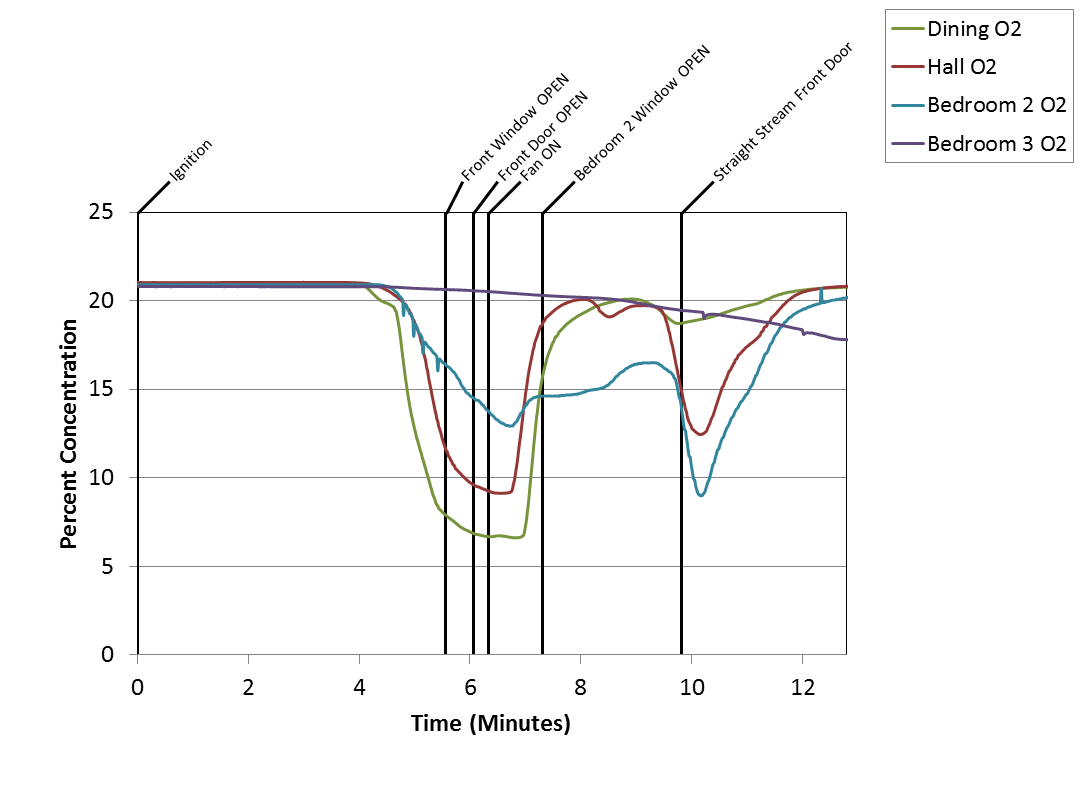 Dining O2
Hall O2
Bedroom 2 O2
Bedroom 3 O2
Ignition
Front Window OPEN
Front Door OPEN
Fan ON
Bedroom 2 Window OPEN
Straight Stream Front Door
Percent Concentration
25
20
15
10
5
0
0 2 4 6 8 10 12
Time (Minutes)